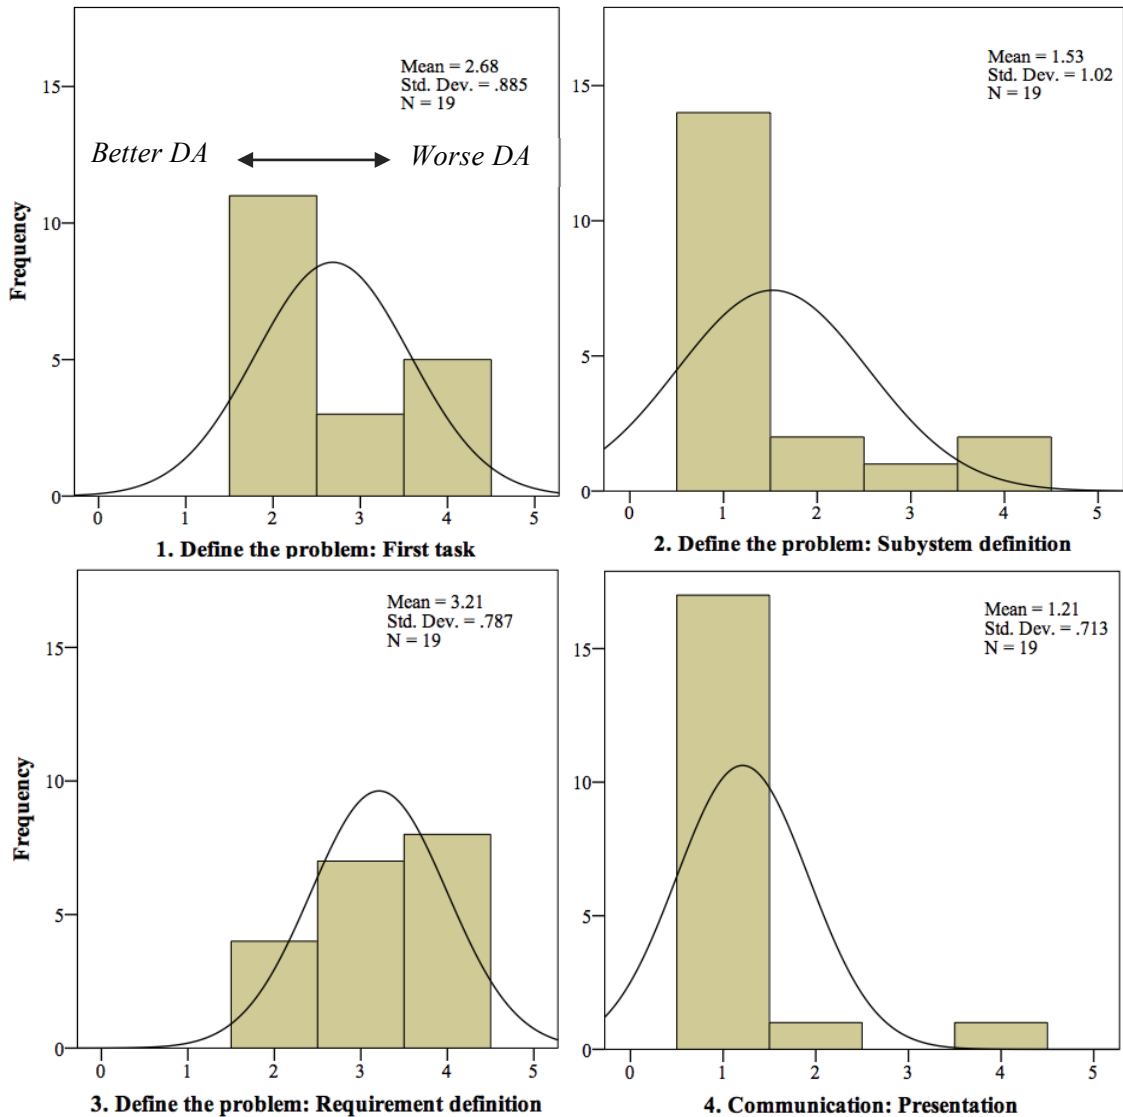 Mean = 2.68
Std. Dev. = .885
N = 19
Better DA
Worse DA
Frequency
15
10
5
0
0 1 2 3 4 5
1. Define the problem: First task
Mean = 1.53
Std. Dev. = 1.02
N = 19
15
10
5
0
0 1 2 3 4 5
2. Define the problem: Subystem definition
Mean = 3.21
Std. Dev. = .787
N = 19
Frequency
15
10
5
0
0 1 2 3 4 5
3. Define the problem: Requirement definition
Mean = 1.21
Std. Dev. = .713
N = 19
15
10
5
0
0 1 2 3 4 5
4. Communication: Presentation